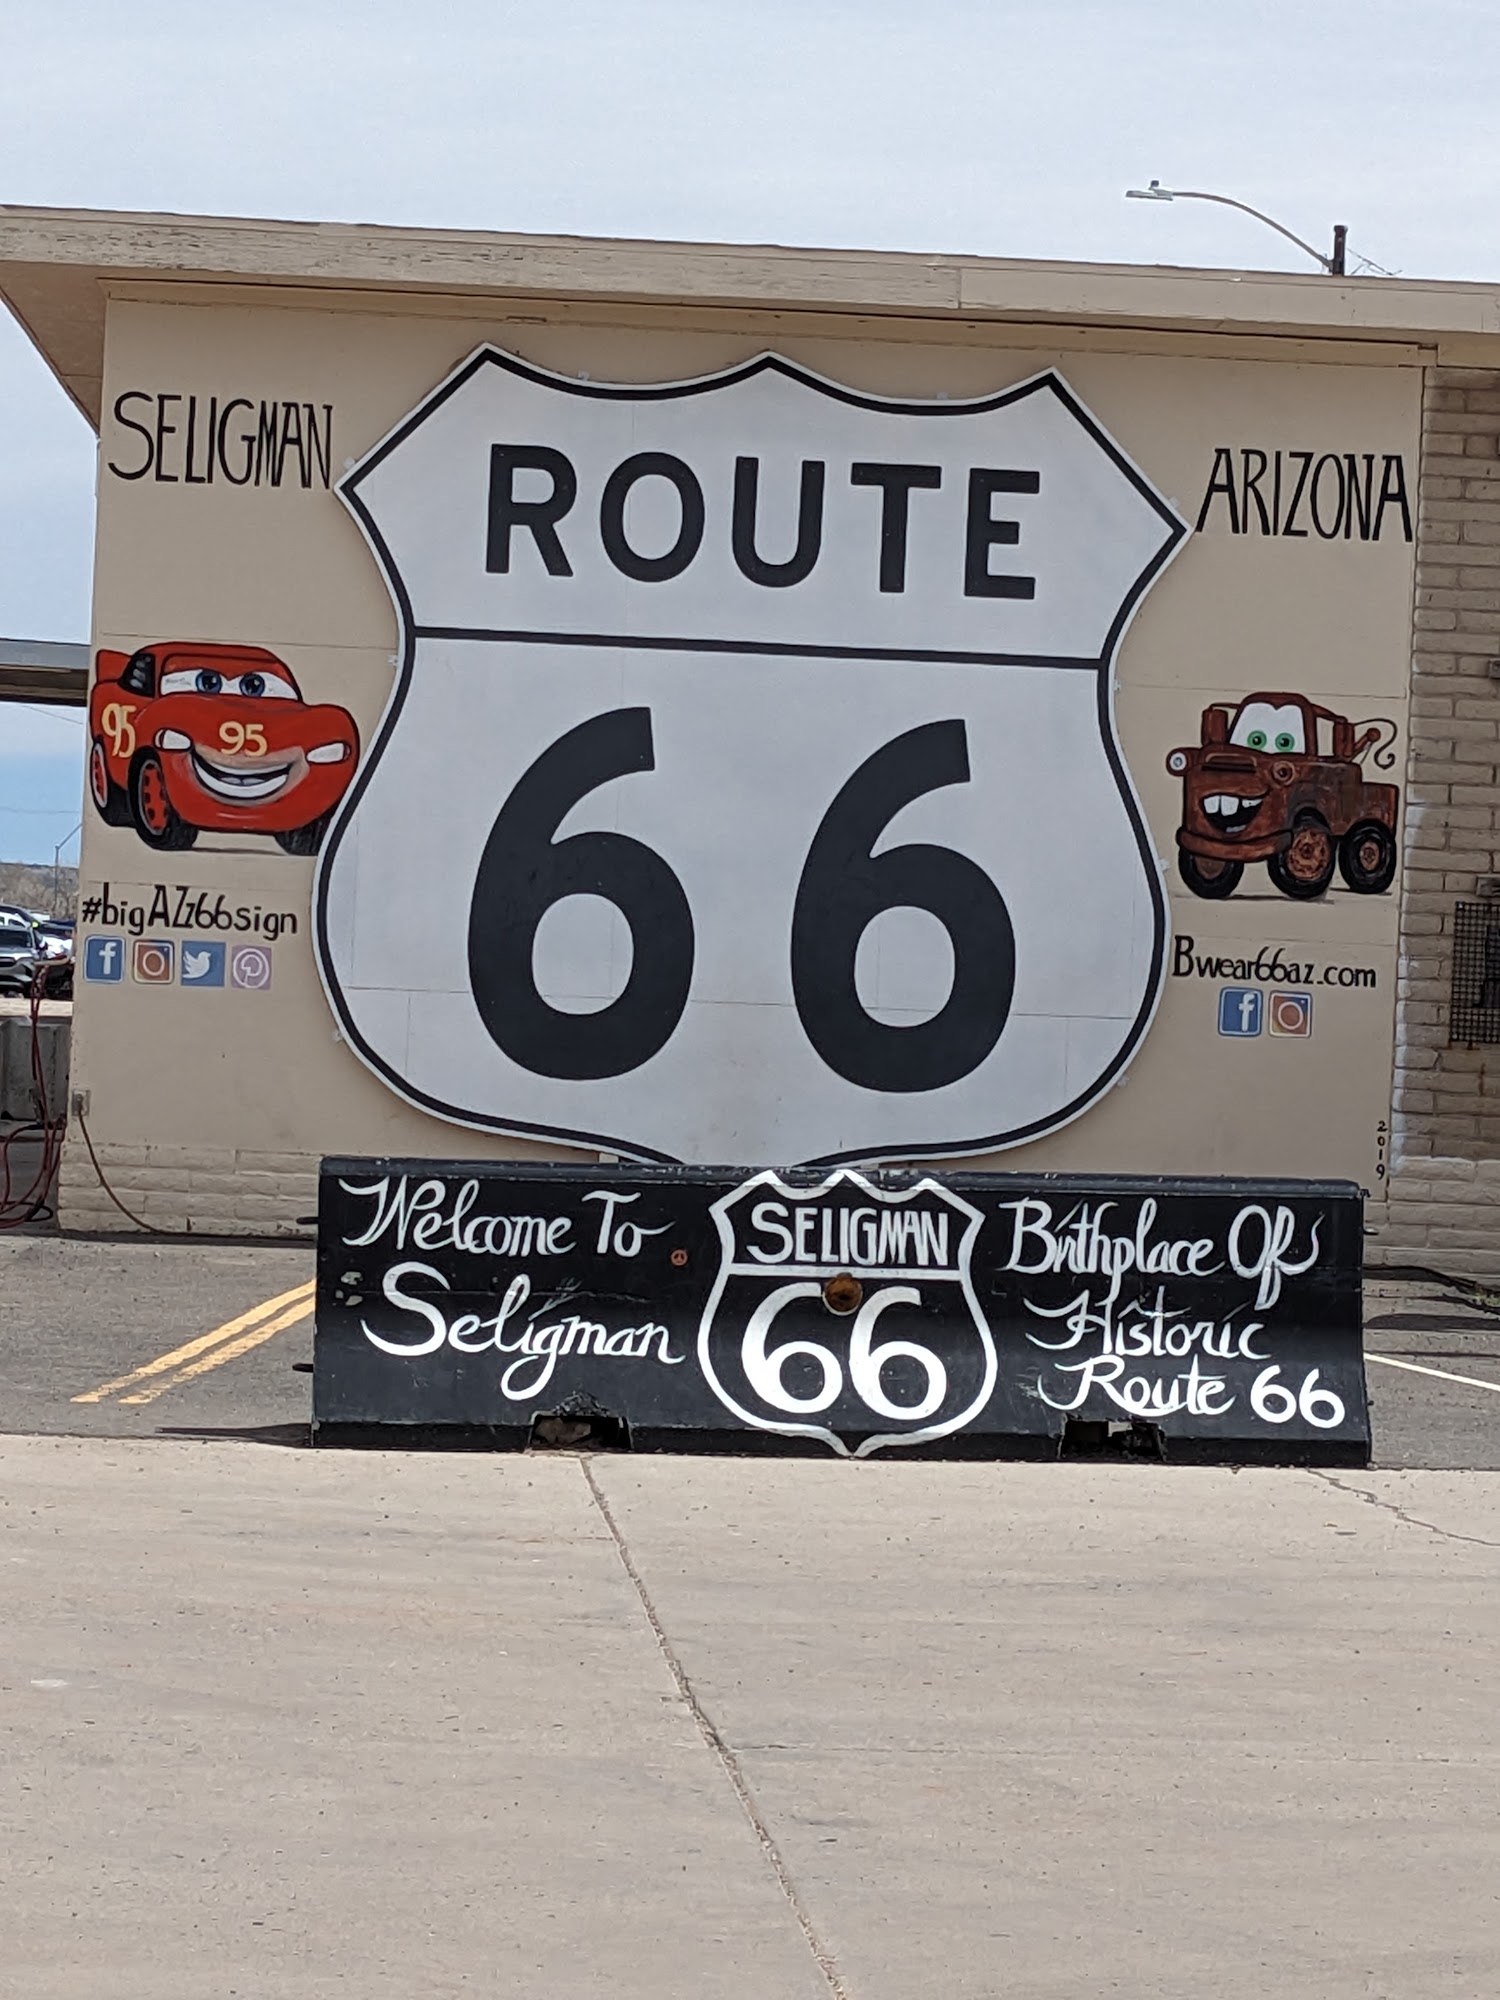 SELIGMAN
ARIZONA
ROUTE
66
95
95
#bigAZrt66sign
Bwear66az.com
2019
Welcome To
Seligman
SELIGMAN
66
Birthplace Of
Historic
Route 66